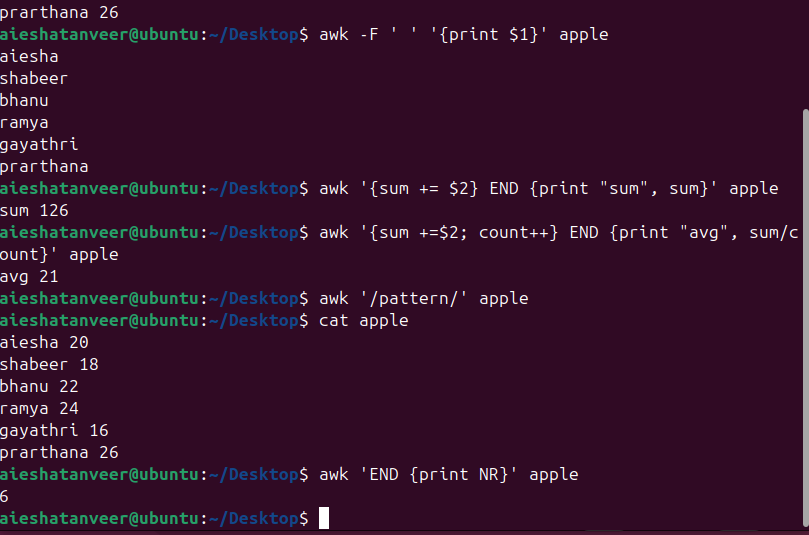 prarthana 26
aieshatanveer@ubuntu:~/Desktop$ awk -F ' ' '{print $1}' apple
aiesha
shabeer
bhanu
ramya
gayathri
prarthana
aieshatanveer@ubuntu:~/Desktop$ awk '{sum += $2} END {print "sum", sum}' apple
sum 126
aieshatanveer@ubuntu:~/Desktop$ awk '{sum +=$2; count++} END {print "avg", sum/c
ount}' apple
avg 21
aieshatanveer@ubuntu:~/Desktop$ awk '/pattern/' apple
aieshatanveer@ubuntu:~/Desktop$ cat apple
aiesha 20
shabeer 18
bhanu 22
ramya 24
gayathri 16
prarthana 26
aieshatanveer@ubuntu:~/Desktop$ awk 'END {print NR}' apple
6
aieshatanveer@ubuntu:~/Desktop$